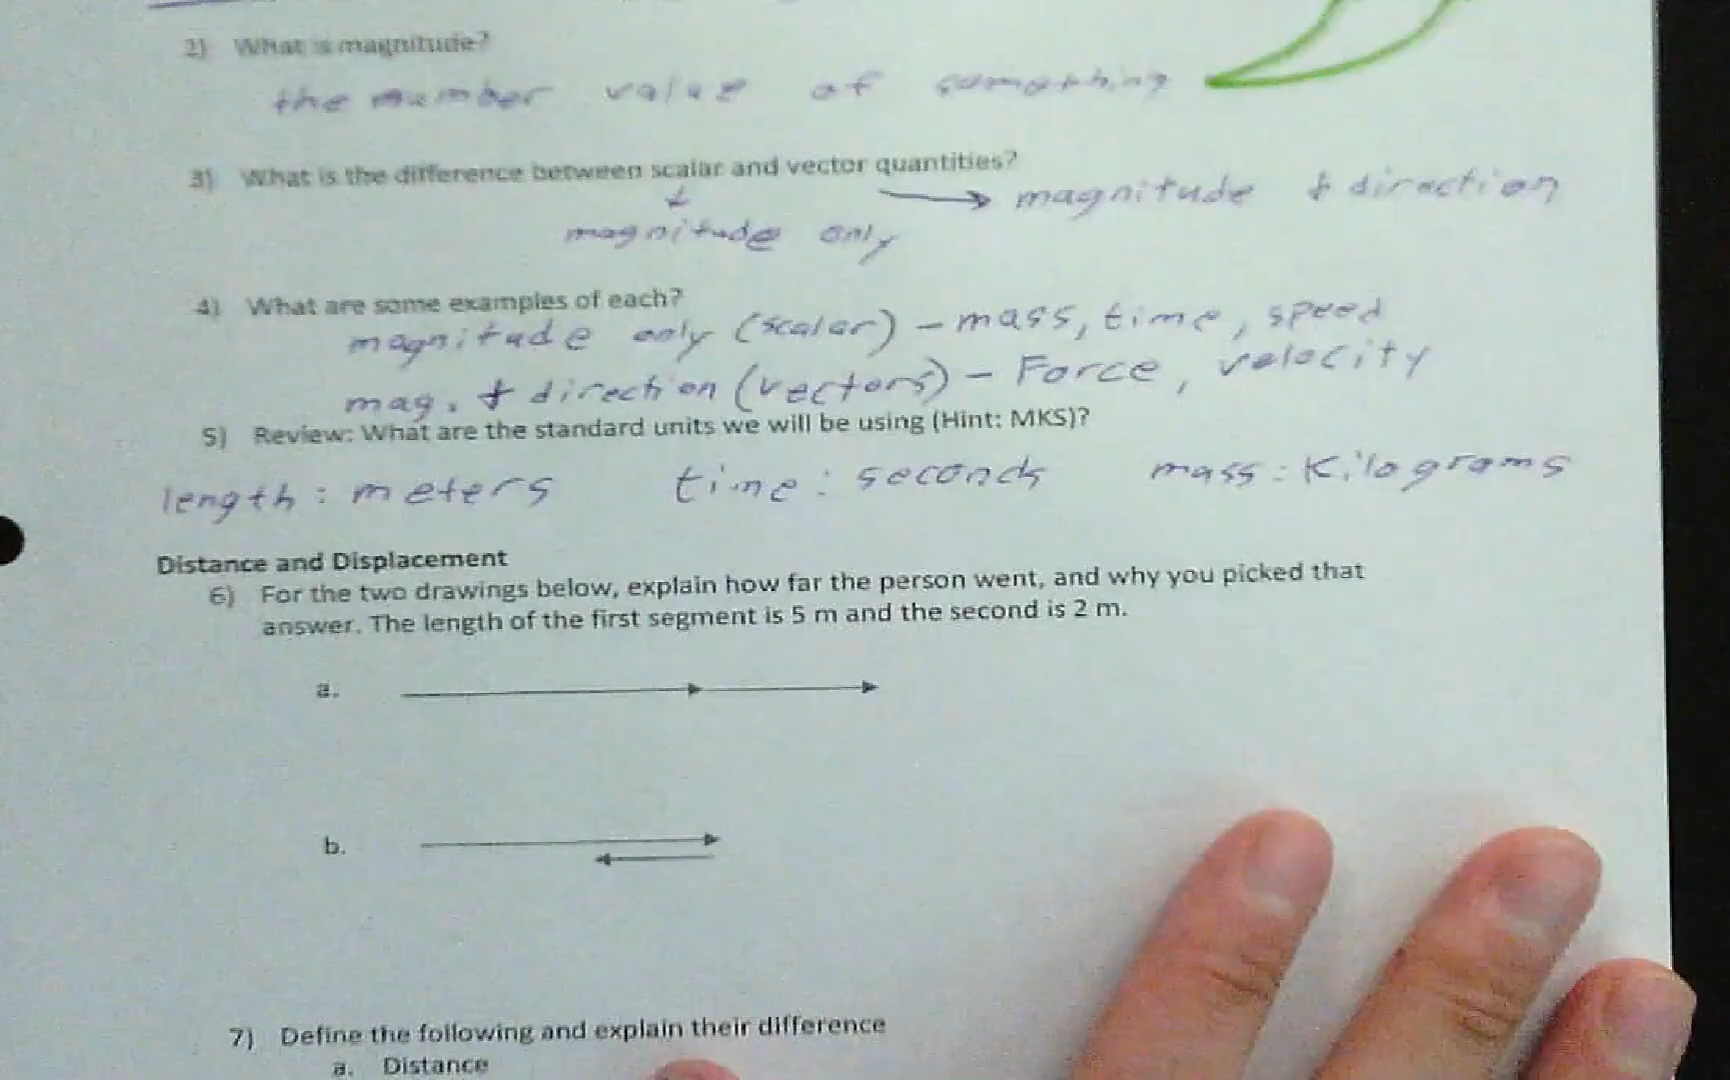 2) What is magnitude?
the number value of something
3) What is the difference between scalar and vector quantities?
magnitude & direction
magnitude only
4) What are some examples of each?
magnitude only (scalar) - mass, time, speed
mag. & direction (vectors) - Force, velocity
5) Review: What are the standard units we will be using (Hint: MKS)?
length: meters time: seconds mass: Kilograms
Distance and Displacement
6) For the two drawings below, explain how far the person went, and why you picked that
answer. The length of the first segment is 5 m and the second is 2 m.
a.
b.
7) Define the following and explain their difference
a. Distance